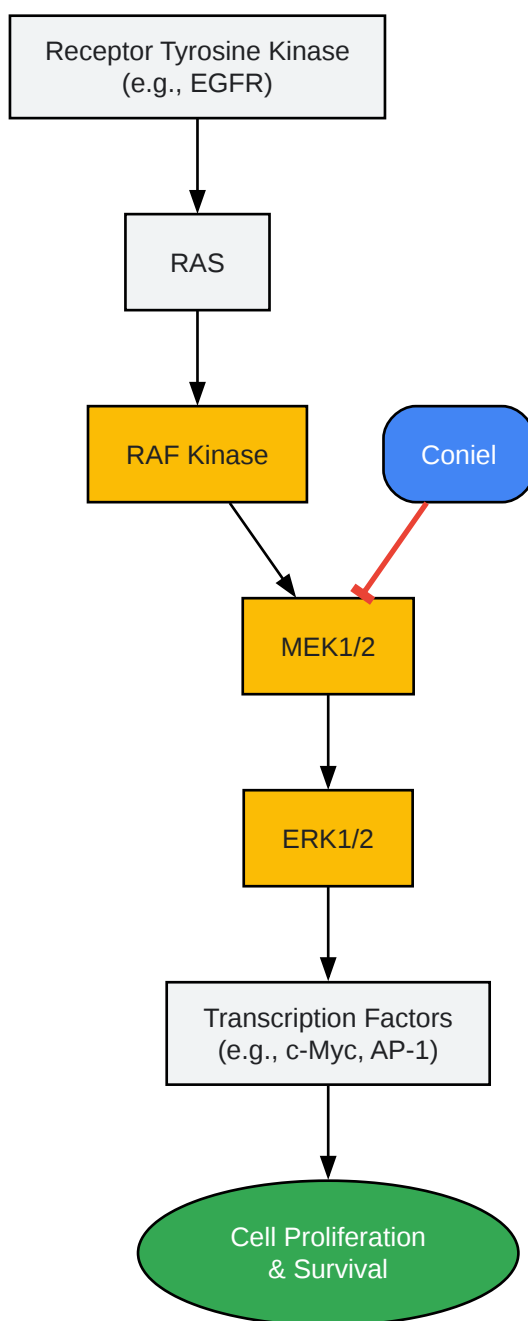 Receptor Tyrosine Kinase
(e.g., EGFR)
RAS
RAF Kinase
Coniel
MEK1/2
ERK1/2
Transcription Factors
(e.g., c-Myc, AP-1)
Cell Proliferation
& Survival